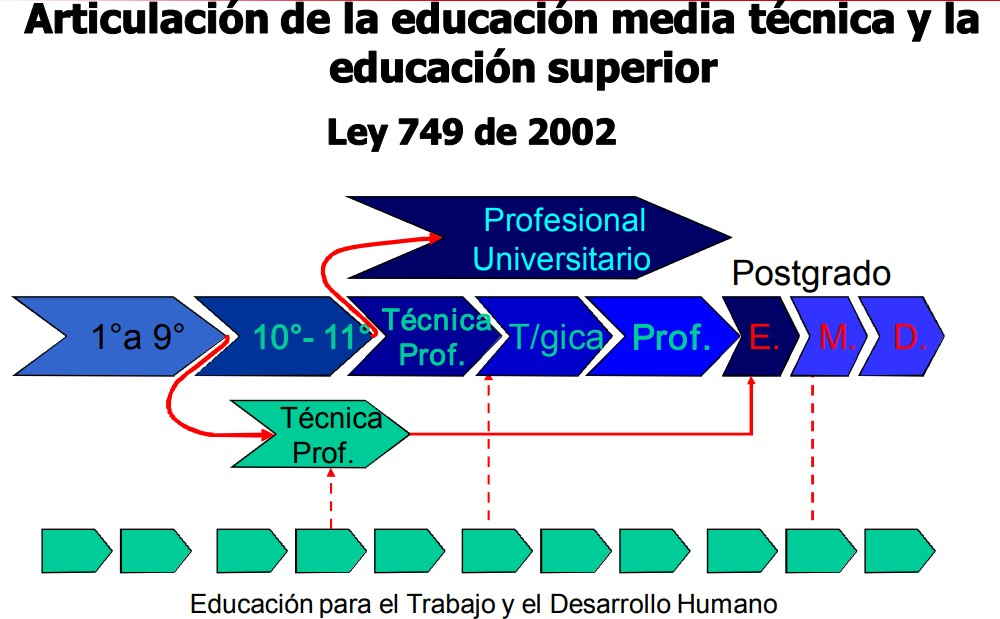 Articulación de la educación media técnica y la
educación superior
Ley 749 de 2002
Profesional
Universitario
Postgrado
1°a 9°
10°- 11°
Técnica
Prof.
T/gica
Prof.
E.
M.
D.
Técnica
Prof.
Educación para el Trabajo y el Desarrollo Humano